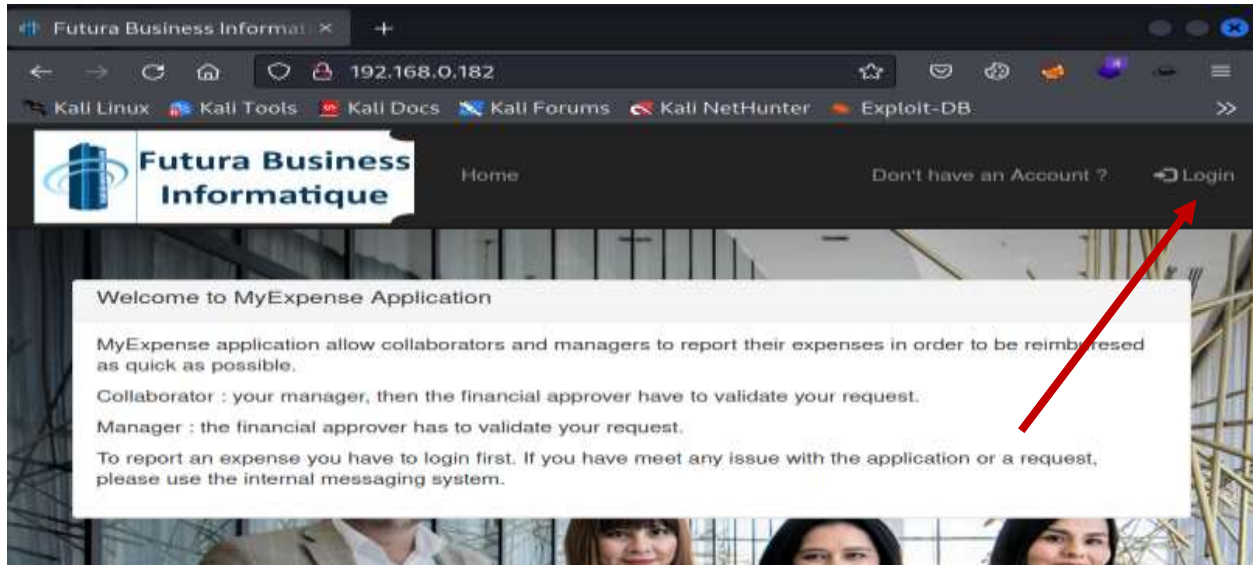 Futura Business Informati
192.168.0.182
Kali Linux Kali Tools Kali Docs Kali Forums Kali NetHunter Exploit-DB
Futura Business
Informatique
Home Don't have an Account ? Login
Welcome to MyExpense Application
MyExpense application allow collaborators and managers to report their expenses in order to be reimburesed
as quick as possible.
Collaborator : your manager, then the financial approver have to validate your request.
Manager : the financial approver has to validate your request.
To report an expense you have to login first. If you have meet any issue with the application or a request,
please use the internal messaging system.